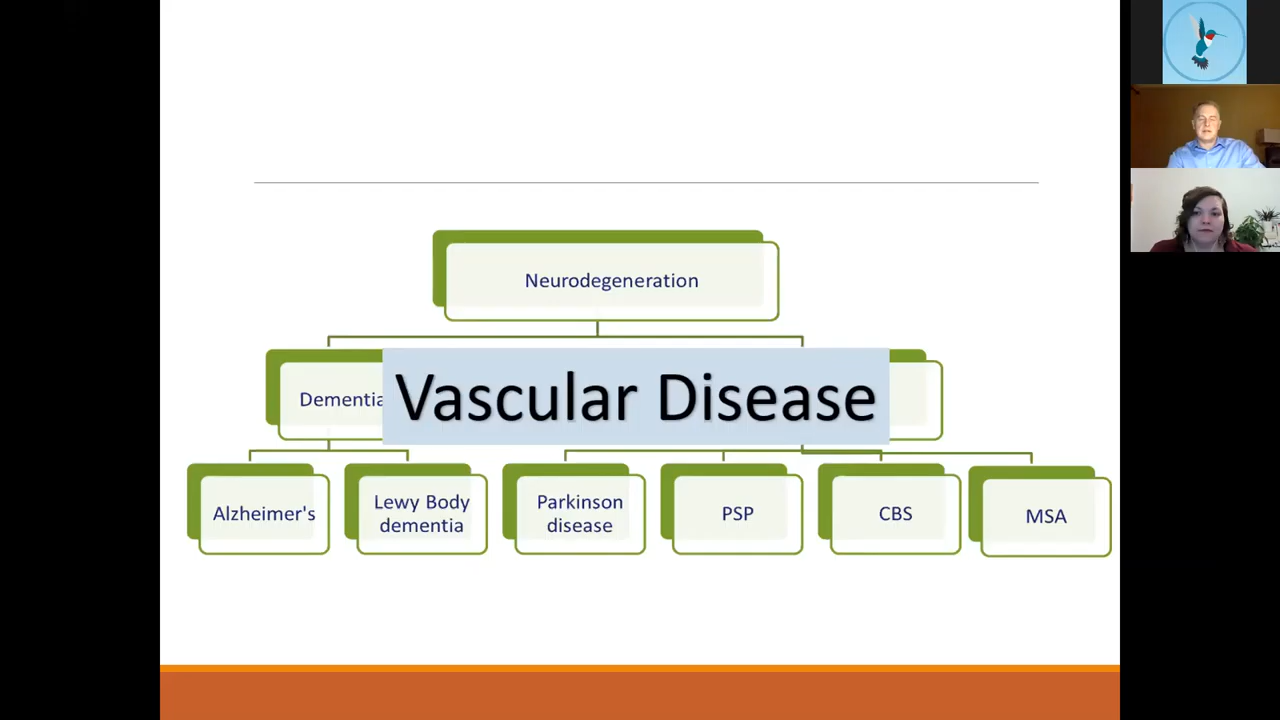 Neurodegeneration
Dementia
Vascular Disease
Alzheimer's
Lewy Body
dementia
Parkinson
disease
PSP
CBS
MSA